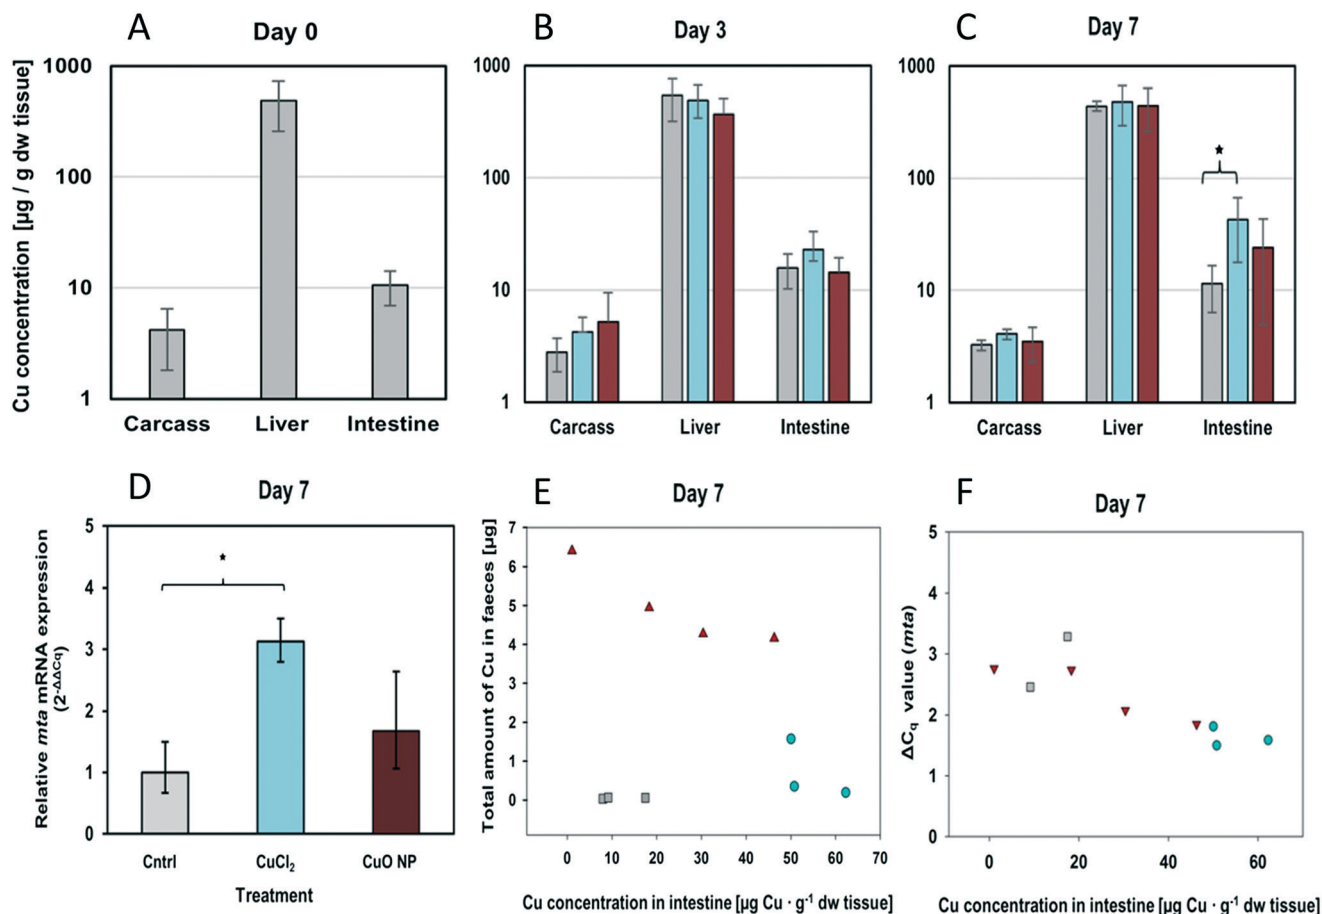 A
Day 0
Cu concentration [µg / g dw tissue]
1000
100
10
1
Carcass
Liver
Intestine
B
Day 3
1000
100
10
1
Carcass
Liver
Intestine
C
Day 7
1000
100
10
1
*
Carcass
Liver
Intestine
D
Day 7
Relative mta mRNA expression
(2-ΔΔCq)
5
4
3
2
1
0
*
Cntrl
CuCl2
CuO NP
Treatment
E
Day 7
Total amount of Cu in faeces [µg]
7
6
5
4
3
2
1
0
0 10 20 30 40 50 60 70
Cu concentration in intestine [µg Cu · g-1 dw tissue]
F
Day 7
ΔCq value (mta)
5
4
3
2
1
0
0 20 40 60
Cu concentration in intestine [µg Cu · g-1 dw tissue]